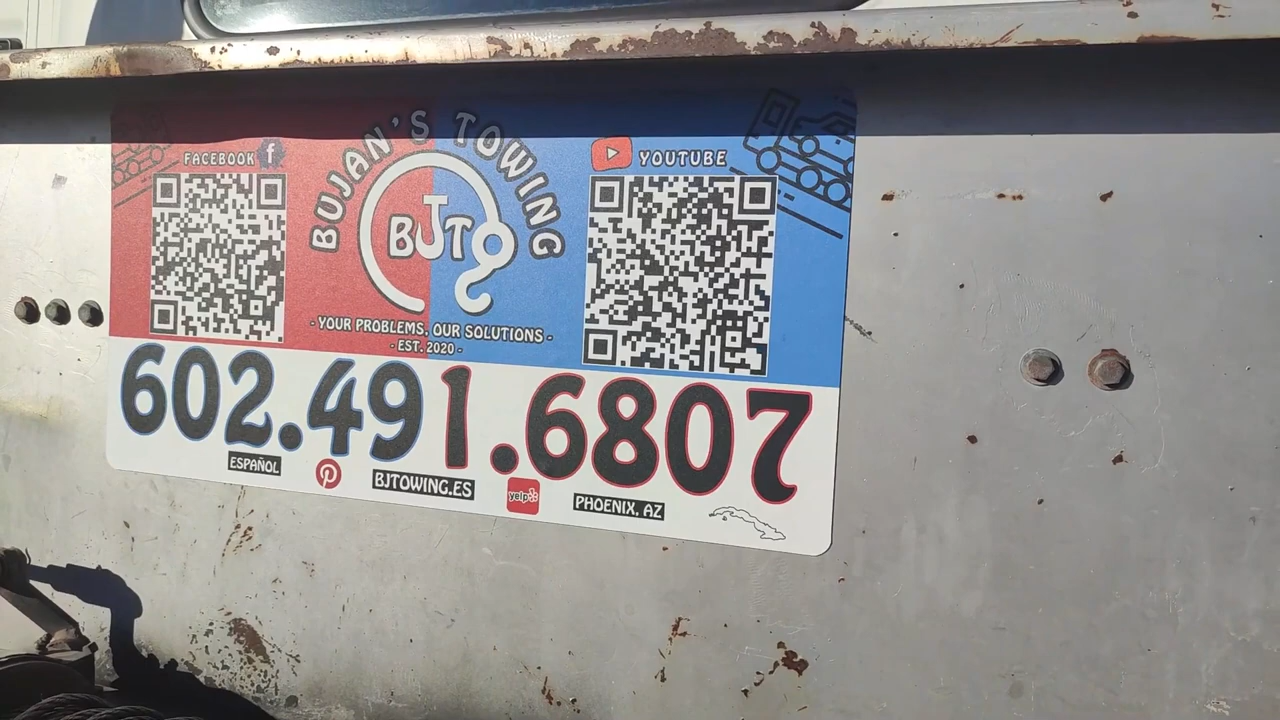 FACEBOOK f
BUJAN'S TOWING
YOUTUBE
BJTO
- YOUR PROBLEMS, OUR SOLUTIONS -
- EST. 2020 -
602.491.6807
ESPAÑOL
BJTOWING.ES
yelp
PHOENIX, AZ